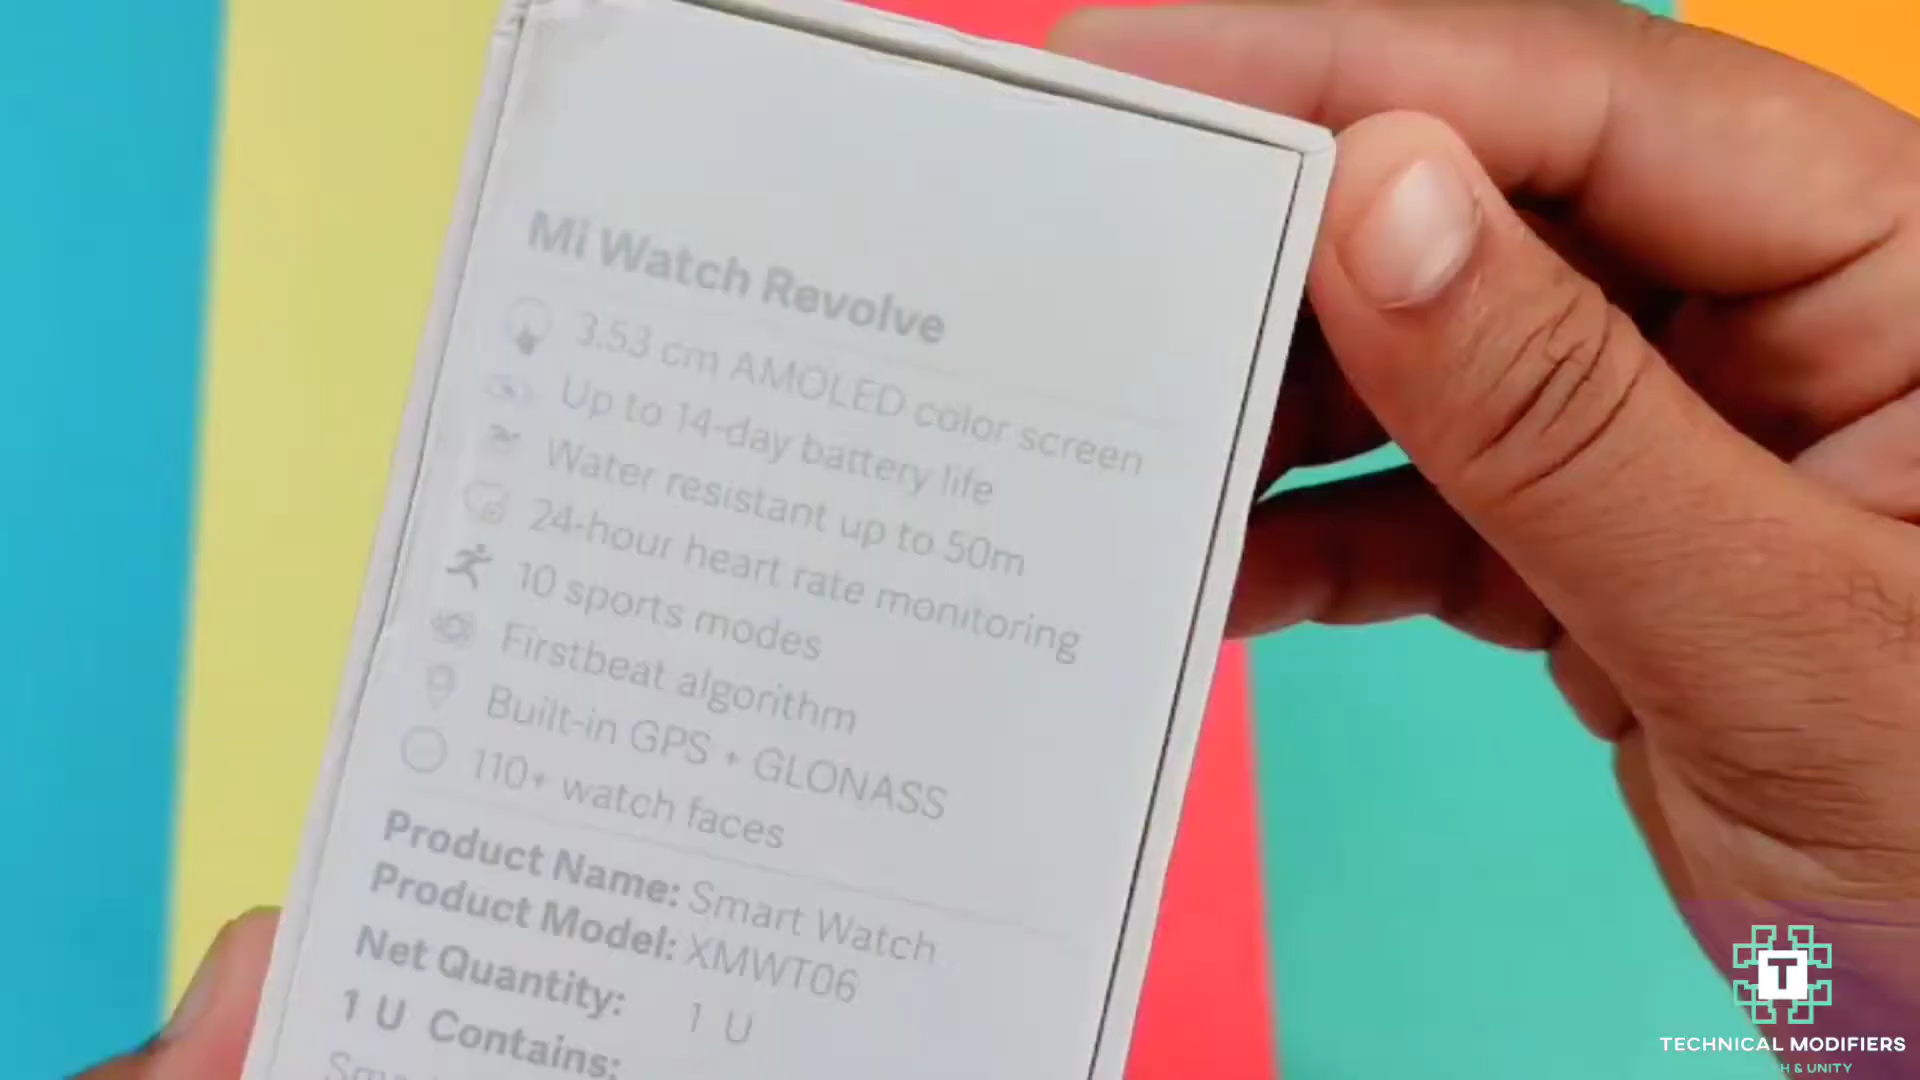 Mi Watch Revolve
3.53 cm AMOLED color screen
Up to 14-day battery life
Water resistant up to 50m
24-hour heart rate monitoring
10 sports modes
Firstbeat algorithm
Built-in GPS + GLONASS
110+ watch faces
Product Name: Smart Watch
Product Model: XMWT06
Net Quantity: 1 U
1 U Contains:
T
TECHNICAL MODIFIERS
& UNITY